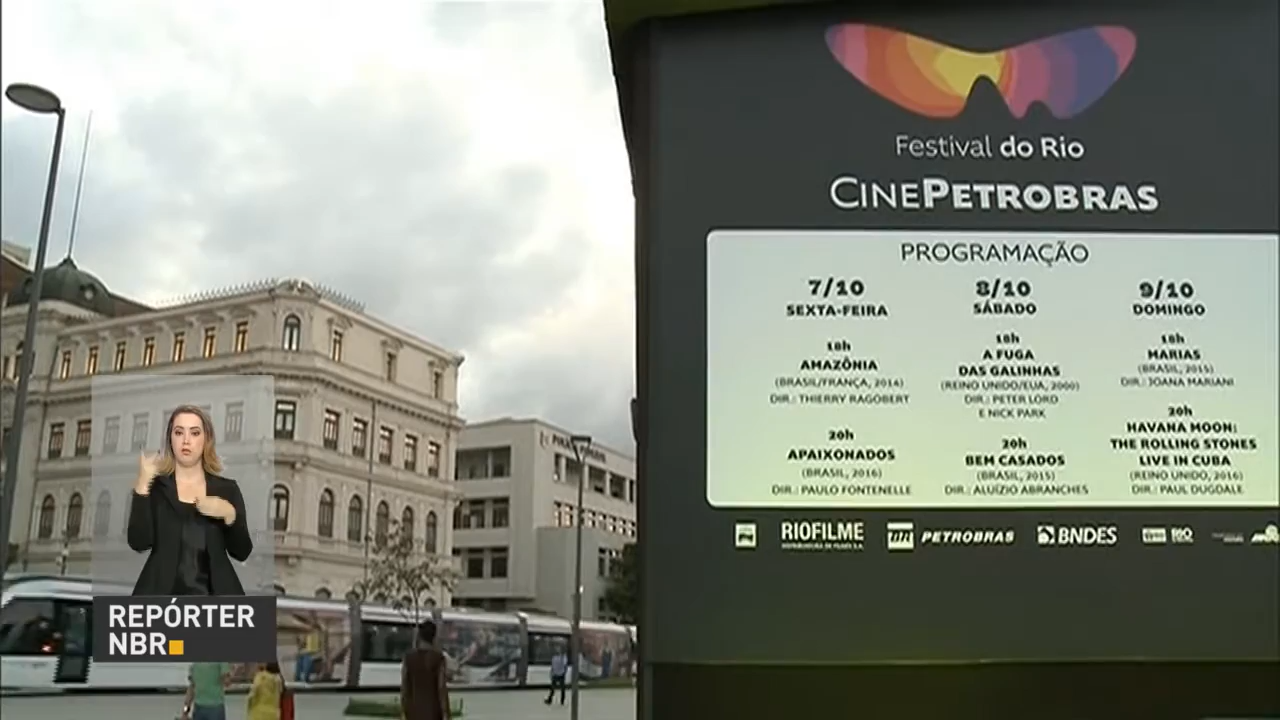 Festival do Rio
CINEPETROBRAS
PROGRAMAÇÃO
7/10
SEXTA-FEIRA
18h
AMAZÔNIA
(BRASIL/FRANÇA, 2014)
DIR.: THIERRY RAGOBERT
20h
APAIXONADOS
(BRASIL, 2016)
DIR.: PAULO FONTENELLE
8/10
SÁBADO
18h
A FUGA
DAS GALINHAS
(REINO UNIDO/EUA, 2000)
DIR.: PETER LORD
E NICK PARK
20h
BEM CASADOS
(BRASIL, 2015)
DIR.: ALUÍZIO ABRANCHES
9/10
DOMINGO
18h
MARIAS
(BRASIL, 2015)
DIR.: JOANA MARIANI
20h
HAVANA MOON:
THE ROLLING STONES
LIVE IN CUBA
(REINO UNIDO, 2016)
DIR.: PAUL DUGDALE
RIOFILME
BR PETROBRAS
BNDES
RIO
REPÓRTER
NBR